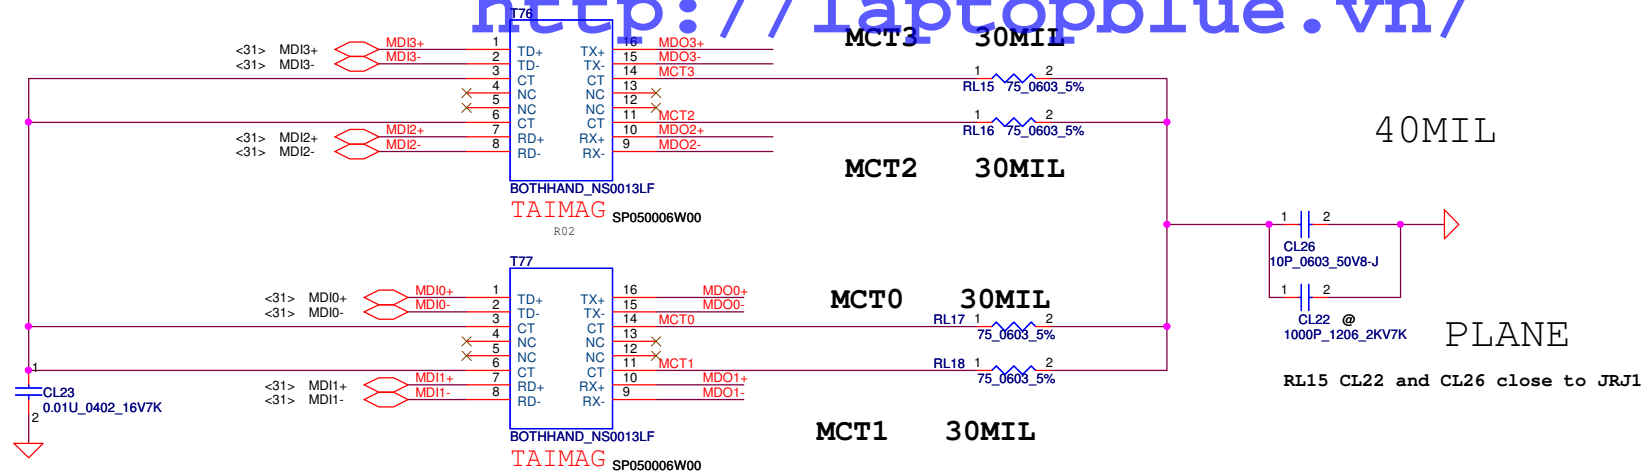 http://laptopblue.vn/
T76
MCT3 30MIL
<31> MDI3+ MDI3+ 1 TD+ TX+ 16 MDO3+
<31> MDI3- MDI3- 2 TD- TX- 15 MDO3-
3 CT CT 14 MCT3 1 2
RL15 75_0603_5%
4 NC NC 13
5 NC NC 12
6 CT CT 11 MCT2 1 2
RL16 75_0603_5%
<31> MDI2+ MDI2+ 7 RD+ RX+ 10 MDO2+
<31> MDI2- MDI2- 8 RD- RX- 9 MDO2-
40MIL
MCT2 30MIL
BOTHHAND_NS0013LF
TAIMAG SP050006W00
R02
1 2
CL26
10P_0603_50V8-J
T77
<31> MDI0+ MDI0+ 1 TD+ TX+ 16 MDO0+
<31> MDI0- MDI0- 2 TD- TX- 15 MDO0-
MCT0 30MIL
1 2
CL22 @
1000P_1206_2KV7K
3 CT CT 14 MCT0 RL17 1 2
75_0603_5%
4 NC NC 13
5 NC NC 12
6 CT CT 11 MCT1 RL18 1 2
75_0603_5%
<31> MDI1+ MDI1+ 7 RD+ RX+ 10 MDO1+
<31> MDI1- MDI1- 8 RD- RX- 9 MDO1-
PLANE
RL15 CL22 and CL26 close to JRJ1
1
CL23
0.01U_0402_16V7K
2
MCT1 30MIL
BOTHHAND_NS0013LF
TAIMAG SP050006W00